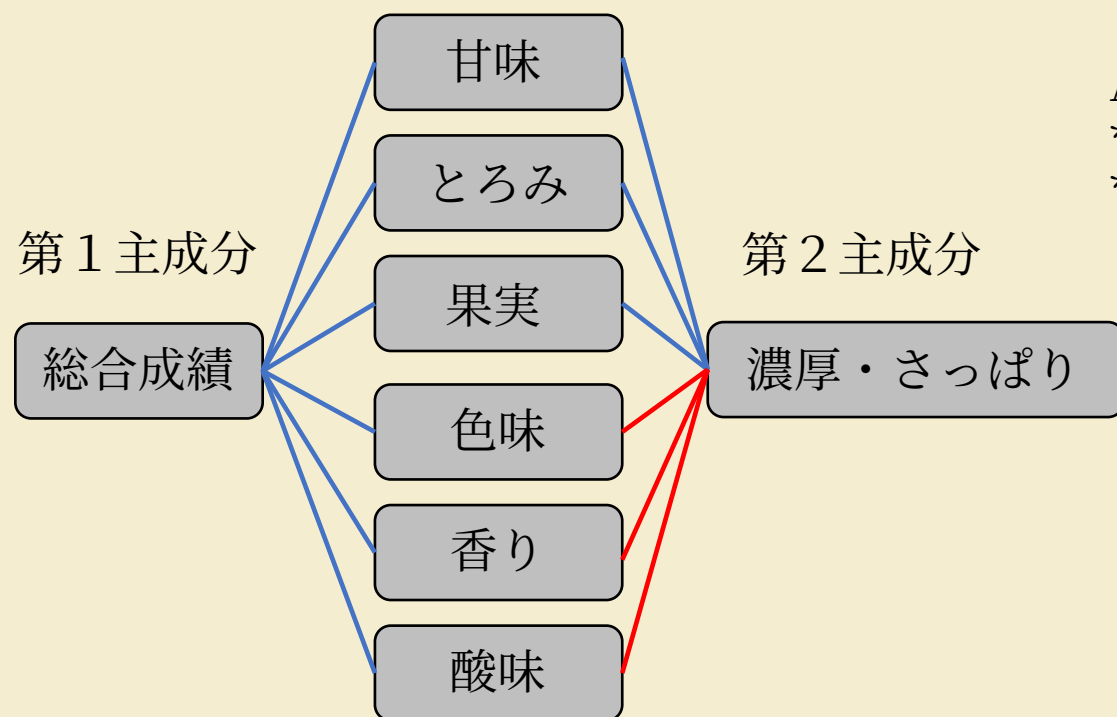 甘味
とろみ
第１主成分
第２主成分
果実
総合成績
濃厚・さっぱり
色味
香り
酸味